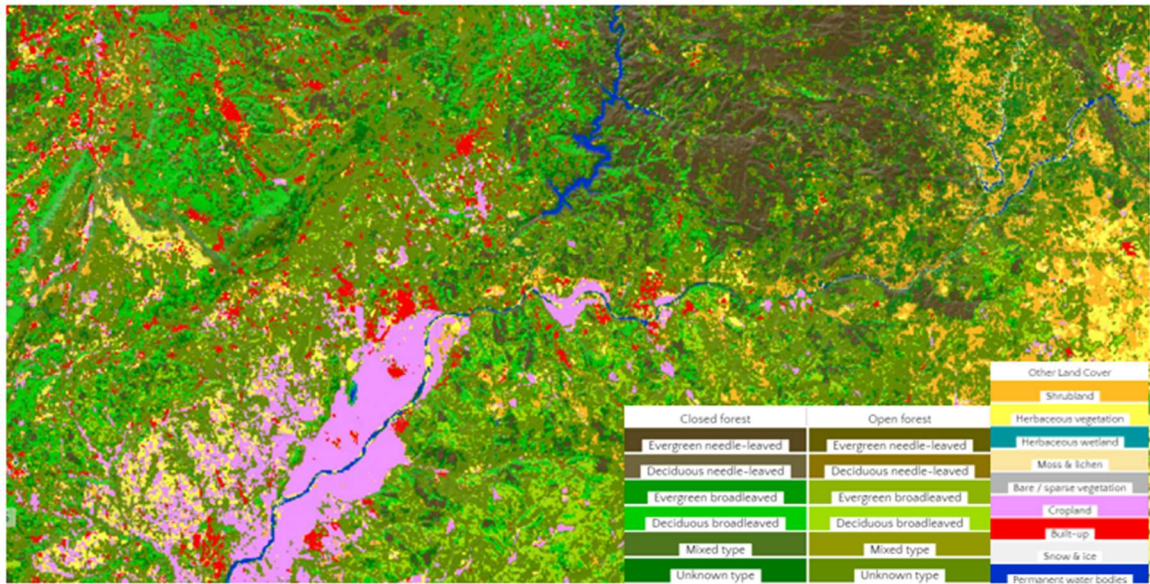 Other Land Cover
Shrubland
Herbaceous vegetation
Herbaceous wetland
Moss & lichen
Bare / sparse vegetation
Cropland
Built-up
Snow & ice
Permanent water bodies
Closed forest
Evergreen needle-leaved
Deciduous needle-leaved
Evergreen broadleaved
Deciduous broadleaved
Mixed type
Unknown type
Open forest
Evergreen needle-leaved
Deciduous needle-leaved
Evergreen broadleaved
Deciduous broadleaved
Mixed type
Unknown type